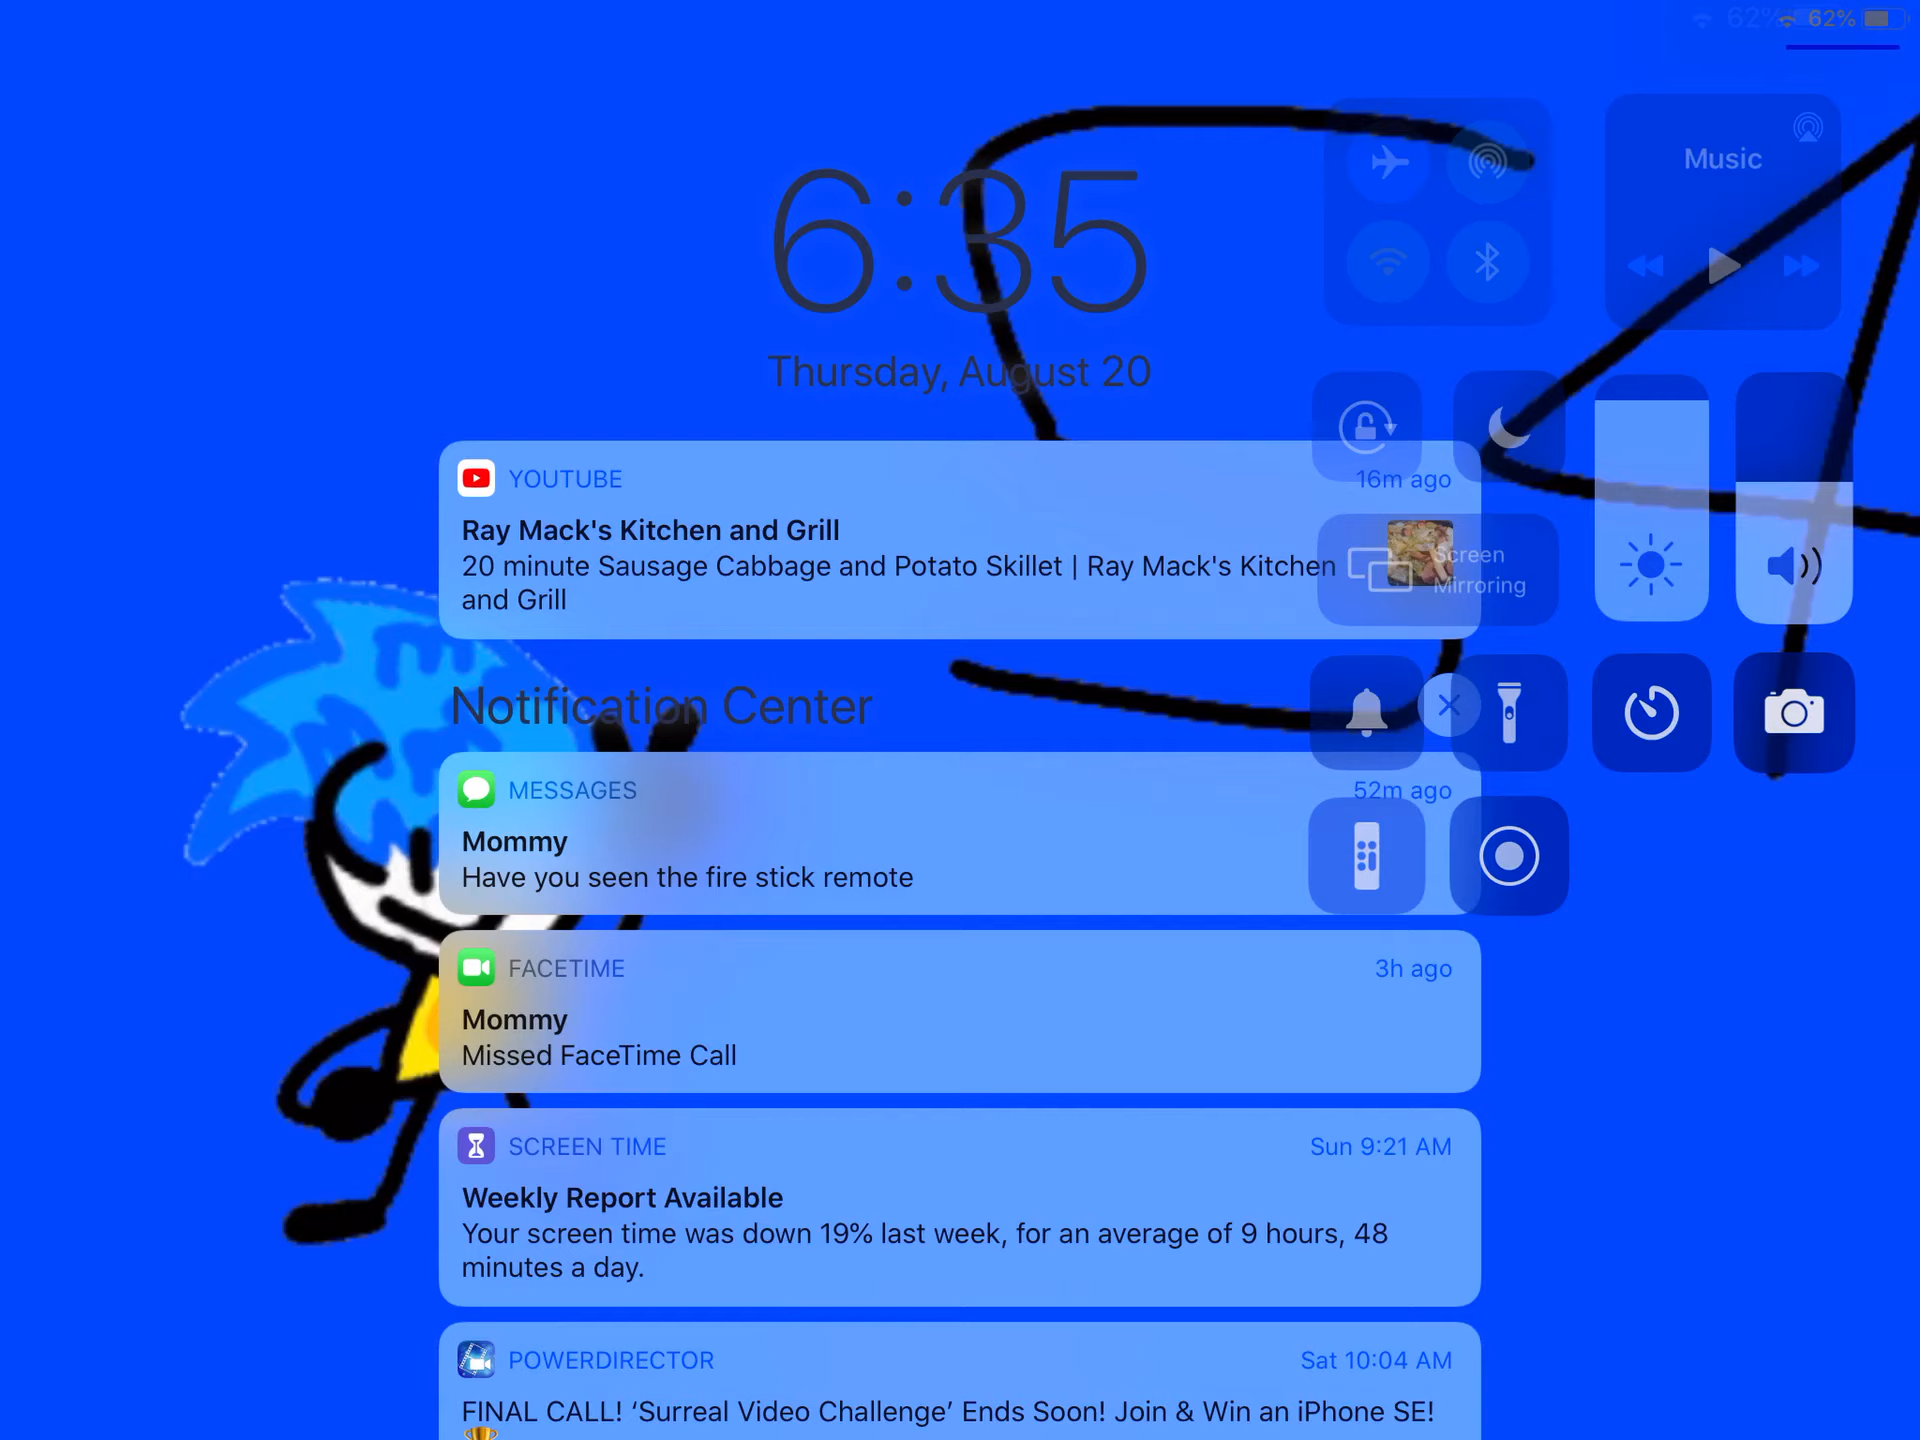 62%
62%
6:35
Thursday, August 20
Music
YOUTUBE
16m ago
Ray Mack's Kitchen and Grill
20 minute Sausage Cabbage and Potato Skillet | Ray Mack's Kitchen
and Grill
Screen
Mirroring
Notification Center
MESSAGES
52m ago
Mommy
Have you seen the fire stick remote
FACETIME
3h ago
Mommy
Missed FaceTime Call
SCREEN TIME
Sun 9:21 AM
Weekly Report Available
Your screen time was down 19% last week, for an average of 9 hours, 48
minutes a day.
POWERDIRECTOR
Sat 10:04 AM
FINAL CALL! ‘Surreal Video Challenge’ Ends Soon! Join & Win an iPhone SE!